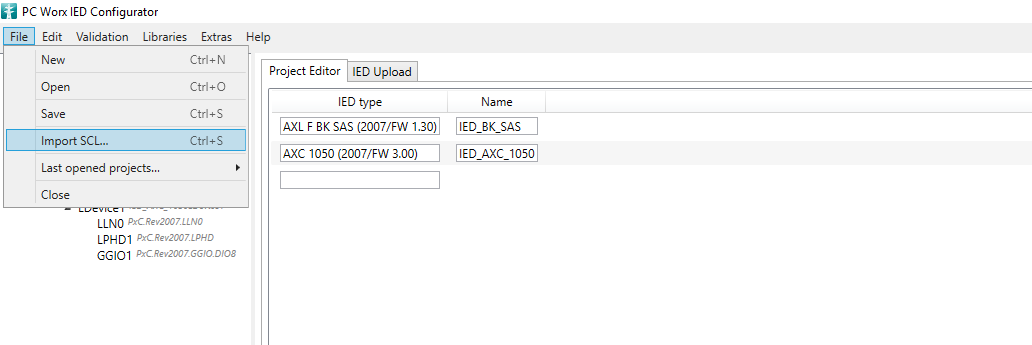 PC Worx IED Configurator
File Edit Validation Libraries Extras Help
New Ctrl+N
Open Ctrl+O
Save Ctrl+S
Import SCL... Ctrl+S
Last opened projects...
Close
LDevice1
LLN0 PxC.Rev2007.LLN0
LPHD1 PxC.Rev2007.LPHD
GGIO1 PxC.Rev2007.GGIO.DIO8
Project Editor IED Upload
IED type Name
AXL F BK SAS (2007/FW 1.30) IED_BK_SAS
AXC 1050 (2007/FW 3.00) IED_AXC_1050